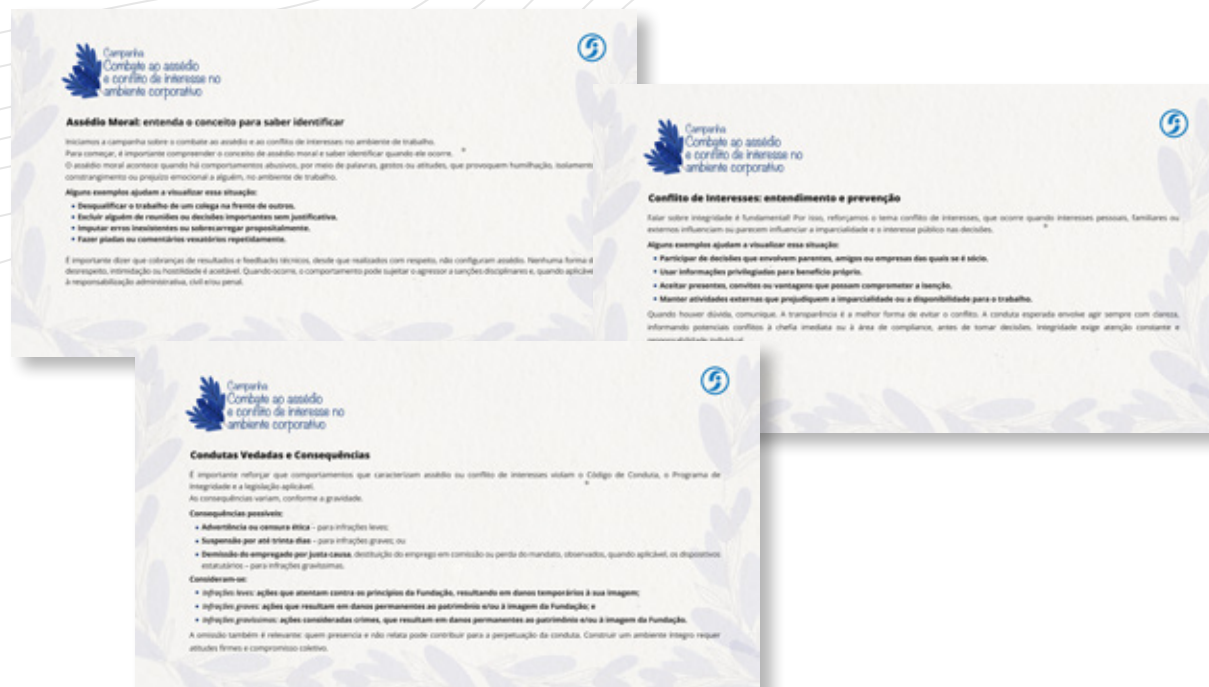 Campanha
Combate ao assédio
e conflito de interesse no
ambiente corporativo
Assédio Moral: entenda o conceito para saber identificar
Iniciamos a campanha sobre o combate ao assédio e ao conflito de interesses no ambiente de trabalho.
Para começar, é importante compreender o conceito de assédio moral e saber identificar quando ele ocorre.
O assédio moral acontece quando há comportamentos abusivos, por meio de palavras, gestos ou atitudes, que provoquem humilhação, isolament
constrangimento ou prejuízo emocional a alguém, no ambiente de trabalho.
Alguns exemplos ajudam a visualizar essa situação:
• Desqualificar o trabalho de um colega na frente de outros.
• Excluir alguém de reuniões ou decisões importantes sem justificativa.
• Imputar erros inexistentes ou sobrecarregar propositalmente.
• Fazer piadas ou comentários vexatórios repetidamente.
É importante dizer que cobranças de resultados e feedbacks técnicos, desde que realizados com respeito, não configuram assédio. Nenhuma forma d
desrespeito, intimidação ou hostilidade é aceitável. Quando ocorre, o comportamento pode sujeitar o agressor a sanções disciplinares e, quando aplicáve
à responsabilização administrativa, civil e/ou penal.
Campanha
Combate ao assédio
e conflito de interesse no
ambiente corporativo
Conflito de Interesses: entendimento e prevenção
Falar sobre integridade é fundamental! Por isso, reforçamos o tema conflito de interesses, que ocorre quando interesses pessoais, familiares ou
externos influenciam ou parecem influenciar a imparcialidade e o interesse público nas decisões.
Alguns exemplos ajudam a visualizar essa situação:
• Participar de decisões que envolvem parentes, amigos ou empresas das quais se é sócio.
• Usar informações privilegiadas para benefício próprio.
• Aceitar presentes, convites ou vantagens que possam comprometer a isenção.
• Manter atividades externas que prejudiquem a imparcialidade ou a disponibilidade para o trabalho.
Quando houver dúvida, comunique. A transparência é a melhor forma de evitar o conflito. A conduta esperada envolve agir sempre com clareza,
informando potenciais conflitos à chefia imediata ou à área de compliance, antes de tomar decisões. Integridade exige atenção constante e
responsabilidade individual.
Campanha
Combate ao assédio
e conflito de interesse no
ambiente corporativo
Condutas Vedadas e Consequências
É importante reforçar que comportamentos que caracterizam assédio ou conflito de interesses violam o Código de Conduta, o Programa de
Integridade e a legislação aplicável.
As consequências variam, conforme a gravidade.
Consequências possíveis:
• Advertência ou censura ética – para infrações leves;
• Suspensão por até trinta dias – para infrações graves; ou
• Demissão do empregado por justa causa, destituição do emprego em comissão ou perda do mandato, observados, quando aplicável, os dispositivos
estatutários – para infrações gravíssimas.
Consideram-se:
• infrações leves: ações que atentam contra os princípios da Fundação, resultando em danos temporários à sua imagem;
• infrações graves: ações que resultam em danos permanentes ao patrimônio e/ou à imagem da Fundação; e
• infrações gravíssimas: ações consideradas crimes, que resultam em danos permanentes ao patrimônio e/ou à imagem da Fundação.
A omissão também é relevante: quem presencia e não relata pode contribuir para a perpetuação da conduta. Construir um ambiente íntegro requer
atitudes firmes e compromisso coletivo.